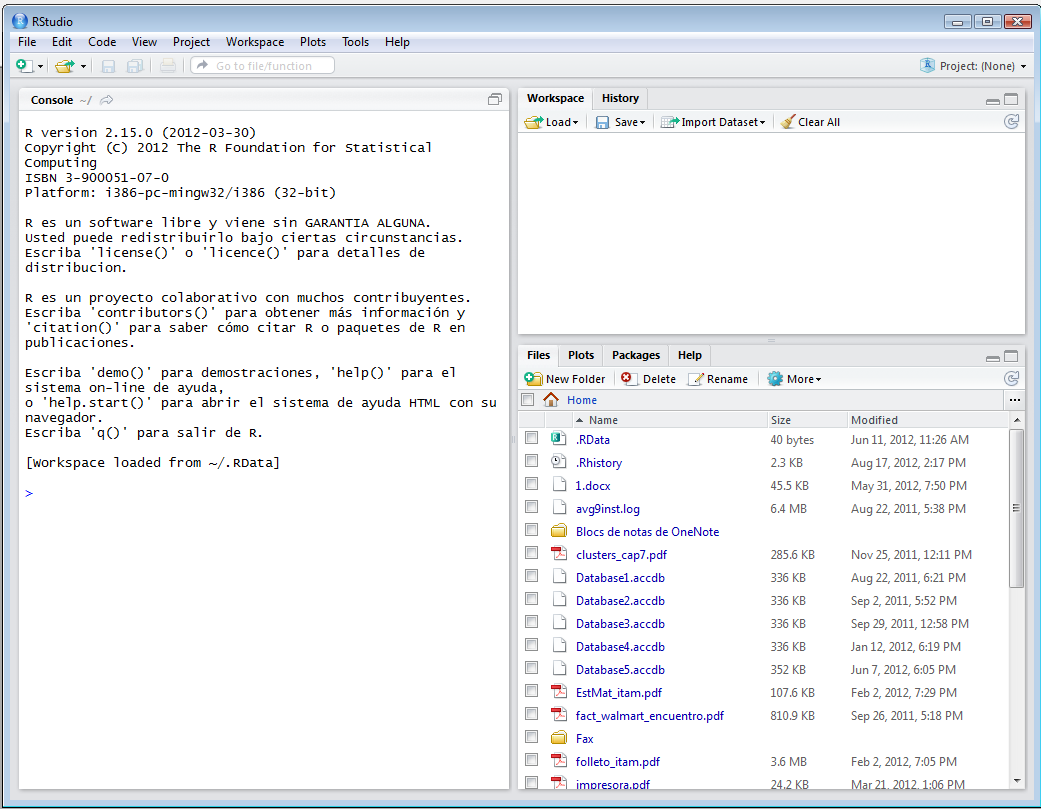 RStudio
File Edit Code View Project Workspace Plots Tools Help
Go to file/function
Project: (None)
Console ~/
R version 2.15.0 (2012-03-30)
Copyright (C) 2012 The R Foundation for Statistical
Computing
ISBN 3-900051-07-0
Platform: i386-pc-mingw32/i386 (32-bit)
R es un software libre y viene sin GARANTIA ALGUNA.
Usted puede redistribuirlo bajo ciertas circunstancias.
Escriba 'license()' o 'licence()' para detalles de
distribucion.
R es un proyecto colaborativo con muchos contribuyentes.
Escriba 'contributors()' para obtener más información y
'citation()' para saber cómo citar R o paquetes de R en
publicaciones.
Escriba 'demo()' para demostraciones, 'help()' para el
sistema on-line de ayuda,
o 'help.start()' para abrir el sistema de ayuda HTML con su
navegador.
Escriba 'q()' para salir de R.
[Workspace loaded from ~/.RData]
>
Workspace History
Load Save Import Dataset Clear All
Files Plots Packages Help
New Folder Delete Rename More
Home ...
Name Size Modified
.RData 40 bytes Jun 11, 2012, 11:26 AM
.Rhistory 2.3 KB Aug 17, 2012, 2:17 PM
1.docx 45.5 KB May 31, 2012, 7:50 PM
avg9inst.log 6.4 MB Aug 22, 2011, 5:38 PM
Blocs de notas de OneNote
clusters_cap7.pdf 285.6 KB Nov 25, 2011, 12:11 PM
Database1.accdb 336 KB Aug 22, 2011, 6:21 PM
Database2.accdb 336 KB Sep 2, 2011, 5:52 PM
Database3.accdb 336 KB Sep 29, 2011, 12:58 PM
Database4.accdb 336 KB Jan 12, 2012, 6:19 PM
Database5.accdb 352 KB Jun 7, 2012, 6:05 PM
EstMat_itam.pdf 107.6 KB Feb 2, 2012, 7:29 PM
fact_walmart_encuentro.pdf 810.9 KB Sep 26, 2011, 5:18 PM
Fax
folleto_itam.pdf 3.6 MB Feb 2, 2012, 7:05 PM
impresora.pdf 24.2 KB Mar 21, 2012, 1:06 PM